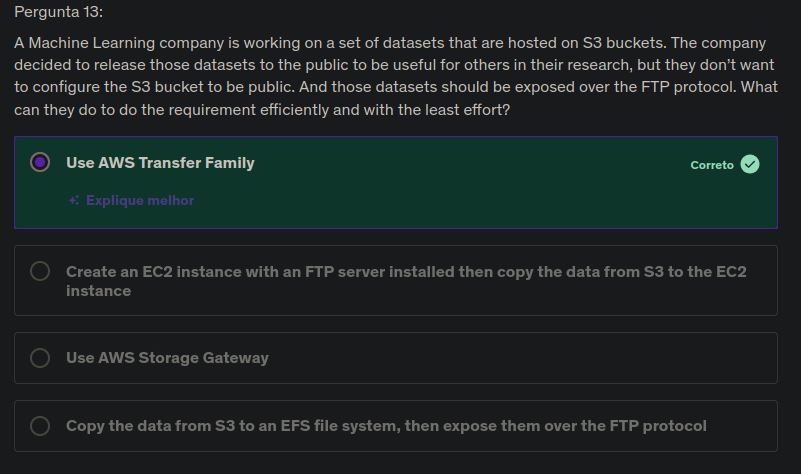 Pergunta 13:
A Machine Learning company is working on a set of datasets that are hosted on S3 buckets. The company
decided to release those datasets to the public to be useful for others in their research, but they don't want
to configure the S3 bucket to be public. And those datasets should be exposed over the FTP protocol. What
can they do to do the requirement efficiently and with the least effort?
Use AWS Transfer Family
Correto
Explique melhor
Create an EC2 instance with an FTP server installed then copy the data from S3 to the EC2
instance
Use AWS Storage Gateway
Copy the data from S3 to an EFS file system, then expose them over the FTP protocol